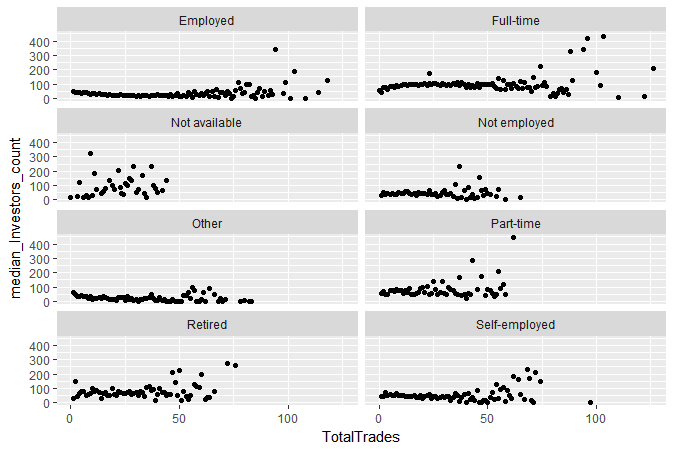 Employed
Full-time
400
300
200
100
0
Not available
Not employed
400
300
200
100
0
Other
Part-time
400
300
200
100
0
Retired
Self-employed
400
300
200
100
0
0 50 100
0 50 100
TotalTrades
median_Investors_count